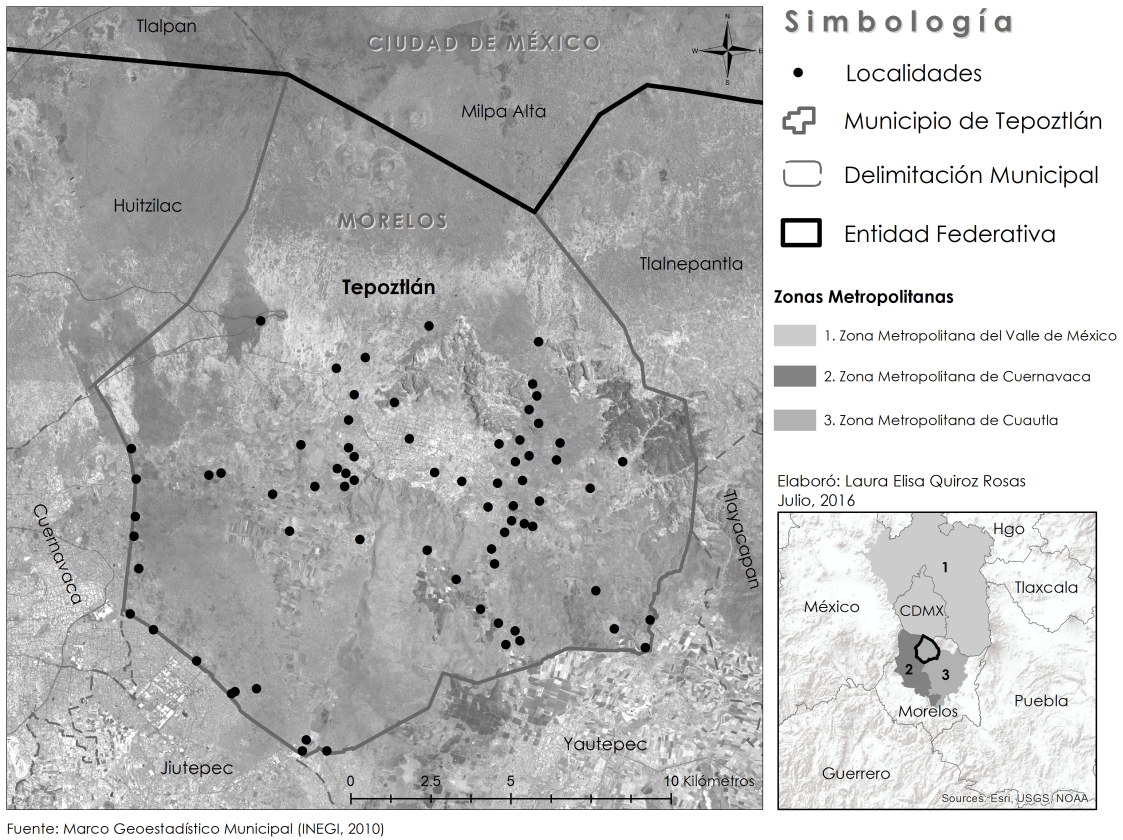 Tlalpan
CIUDAD DE MÉXICO
N
W
E
S
Milpa Alta
Huitzilac
MORELOS
Tlalnepantla
Tepoztlán
Cuernavaca
Tlayacapan
Jiutepec
Yautepec
0 2.5 5 10 Kilómetros
Fuente: Marco Geoestadístico Municipal (INEGI, 2010)
Simbología
Localidades
Municipio de Tepoztlán
Delimitación Municipal
Entidad Federativa
Zonas Metropolitanas
1. Zona Metropolitana del Valle de México
2. Zona Metropolitana de Cuernavaca
3. Zona Metropolitana de Cuautla
Elaboró: Laura Elisa Quiroz Rosas
Julio, 2016
Hgo
1
Tlaxcala
México
CDMX
2
3
Morelos
Puebla
Guerrero
Sources: Esri, USGS, NOAA